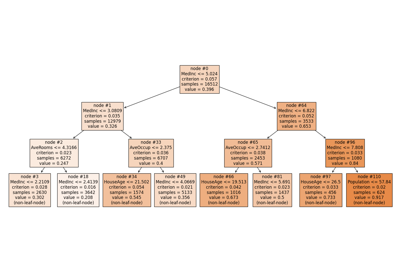 node #0
MedInc <= 5.024
criterion = 0.057
samples = 16512
value = 0.396
node #1
MedInc <= 3.0809
criterion = 0.035
samples = 12979
value = 0.326
node #64
MedInc <= 6.822
criterion = 0.052
samples = 3533
value = 0.653
node #2
AveRooms <= 4.3166
criterion = 0.023
samples = 6272
value = 0.247
node #33
AveOccup <= 2.375
criterion = 0.036
samples = 6707
value = 0.4
node #65
AveOccup <= 2.7412
criterion = 0.038
samples = 2453
value = 0.571
node #96
MedInc <= 7.869
criterion = 0.033
samples = 1080
value = 0.84
node #3
MedInc <= 2.2109
criterion = 0.028
samples = 2630
value = 0.302
(non-leaf-node)
node #18
MedInc <= 2.4139
criterion = 0.016
samples = 3642
value = 0.208
(non-leaf-node)
node #34
HouseAge <= 21.502
criterion = 0.054
samples = 1574
value = 0.545
(non-leaf-node)
node #49
MedInc <= 4.0669
criterion = 0.021
samples = 5133
value = 0.356
(non-leaf-node)
node #66
HouseAge <= 19.513
criterion = 0.042
samples = 1016
value = 0.673
(non-leaf-node)
node #81
MedInc <= 5.691
criterion = 0.023
samples = 1437
value = 0.5
(non-leaf-node)
node #97
HouseAge <= 26.5
criterion = 0.033
samples = 456
value = 0.733
(non-leaf-node)
node #110
Population <= 57.84
criterion = 0.02
samples = 624
value = 0.917
(non-leaf-node)